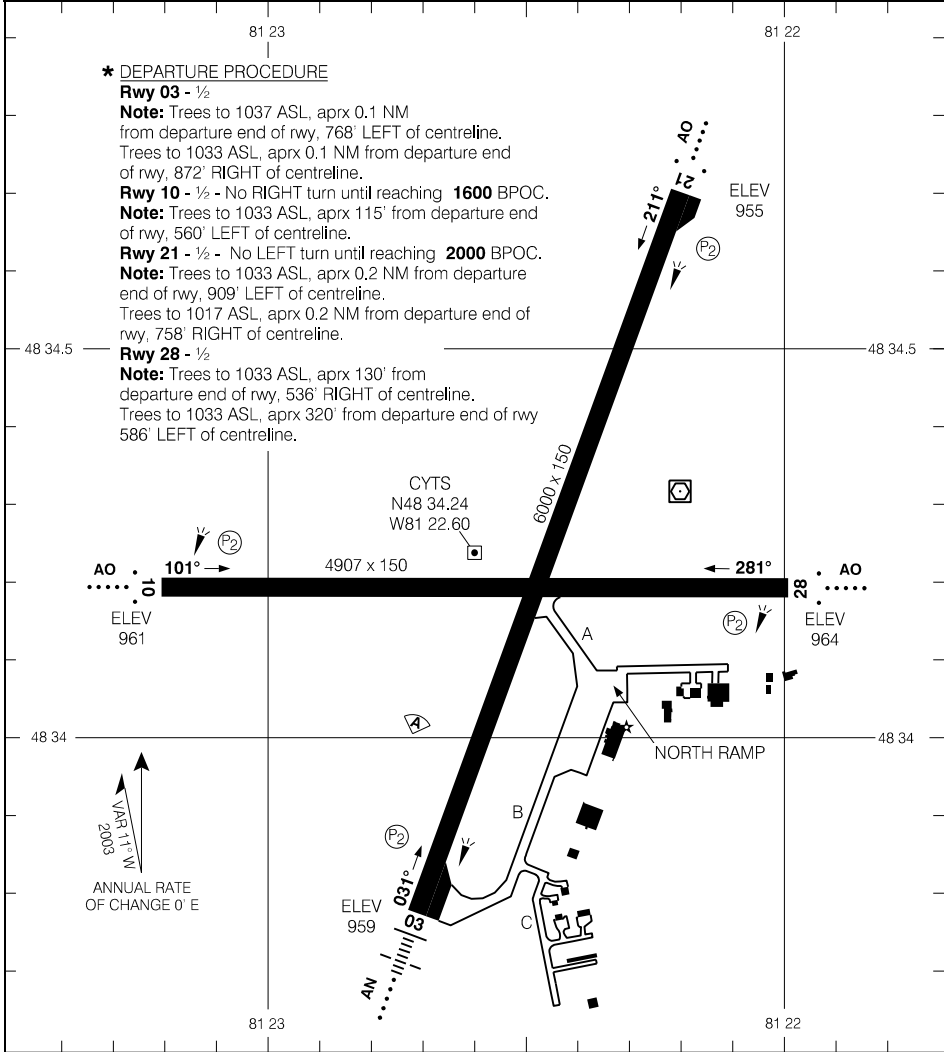 81 23
81 22
* DEPARTURE PROCEDURE
Rwy 03 - ½
Note: Trees to 1037 ASL, aprx 0.1 NM
from departure end of rwy, 768' LEFT of centreline.
Trees to 1033 ASL, aprx 0.1 NM from departure end
of rwy, 872' RIGHT of centreline.
Rwy 10 - ½ - No RIGHT turn until reaching 1600 BPOC.
Note: Trees to 1033 ASL, aprx 115' from departure end
of rwy, 560' LEFT of centreline.
Rwy 21 - ½ - No LEFT turn until reaching 2000 BPOC.
Note: Trees to 1033 ASL, aprx 0.2 NM from departure
end of rwy, 909' LEFT of centreline.
Trees to 1017 ASL, aprx 0.2 NM from departure end of
rwy, 758' RIGHT of centreline.
Rwy 28 - ½
Note: Trees to 1033 ASL, aprx 130' from
departure end of rwy, 536' RIGHT of centreline.
Trees to 1033 ASL, aprx 320' from departure end of rwy
586' LEFT of centreline.
AO
21
211°
ELEV
955
P2
48 34.5
48 34.5
6000 x 150
CYTS
N48 34.24
W81 22.60
P2
AO
10
101°
4907 x 150
281°
28
AO
ELEV
961
P2
ELEV
964
A
A
48 34
48 34
NORTH RAMP
VAR 11° W
2003
ANNUAL RATE
OF CHANGE 0' E
B
P2
031°
03
ELEV
959
C
AN
81 23
81 22